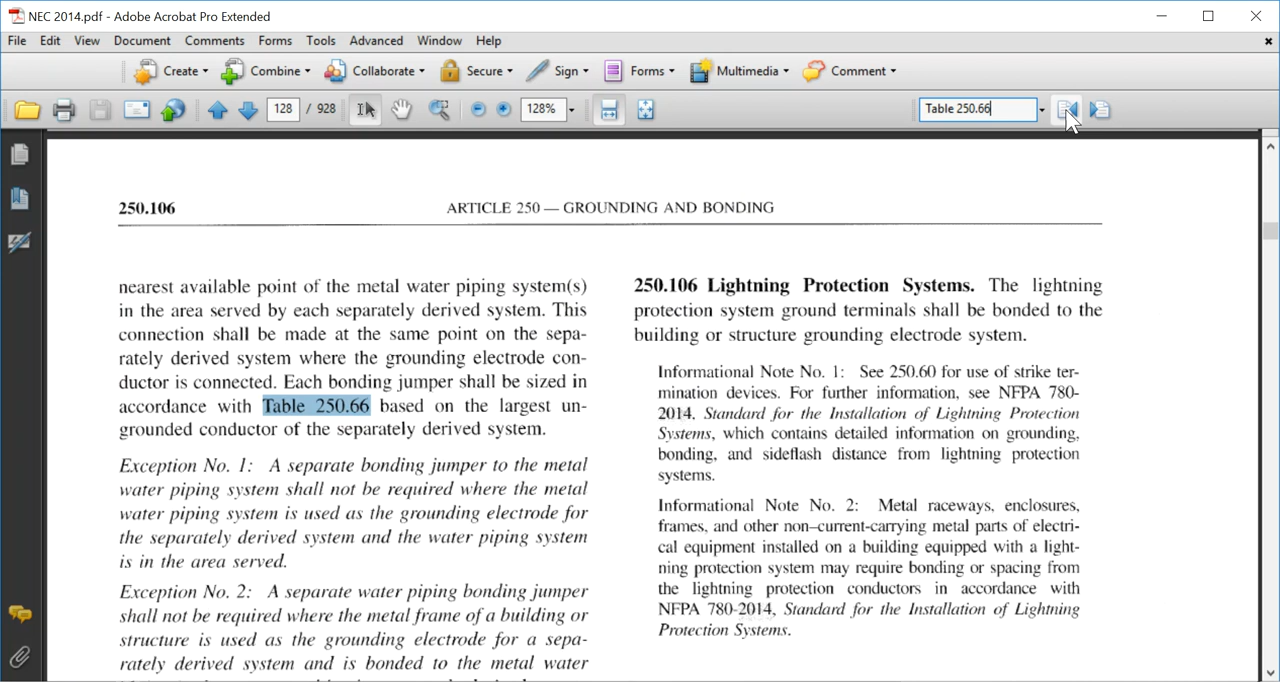 NEC 2014.pdf - Adobe Acrobat Pro Extended
File Edit View Document Comments Forms Tools Advanced Window Help
Create Combine Collaborate Secure Sign Forms Multimedia Comment
128 / 928 128% Table 250.66
250.106 ARTICLE 250 — GROUNDING AND BONDING
nearest available point of the metal water piping system(s)
in the area served by each separately derived system. This
connection shall be made at the same point on the sepa-
rately derived system where the grounding electrode con-
ductor is connected. Each bonding jumper shall be sized in
accordance with Table 250.66 based on the largest un-
grounded conductor of the separately derived system.
Exception No. 1: A separate bonding jumper to the metal
water piping system shall not be required where the metal
water piping system is used as the grounding electrode for
the separately derived system and the water piping system
is in the area served.
Exception No. 2: A separate water piping bonding jumper
shall not be required where the metal frame of a building or
structure is used as the grounding electrode for a sepa-
rately derived system and is bonded to the metal water
250.106 Lightning Protection Systems. The lightning
protection system ground terminals shall be bonded to the
building or structure grounding electrode system.
Informational Note No. 1: See 250.60 for use of strike ter-
mination devices. For further information, see NFPA 780-
2014, Standard for the Installation of Lightning Protection
Systems, which contains detailed information on grounding,
bonding, and sideflash distance from lightning protection
systems.
Informational Note No. 2: Metal raceways, enclosures,
frames, and other non–current-carrying metal parts of electri-
cal equipment installed on a building equipped with a light-
ning protection system may require bonding or spacing from
the lightning protection conductors in accordance with
NFPA 780-2014, Standard for the Installation of Lightning
Protection Systems.